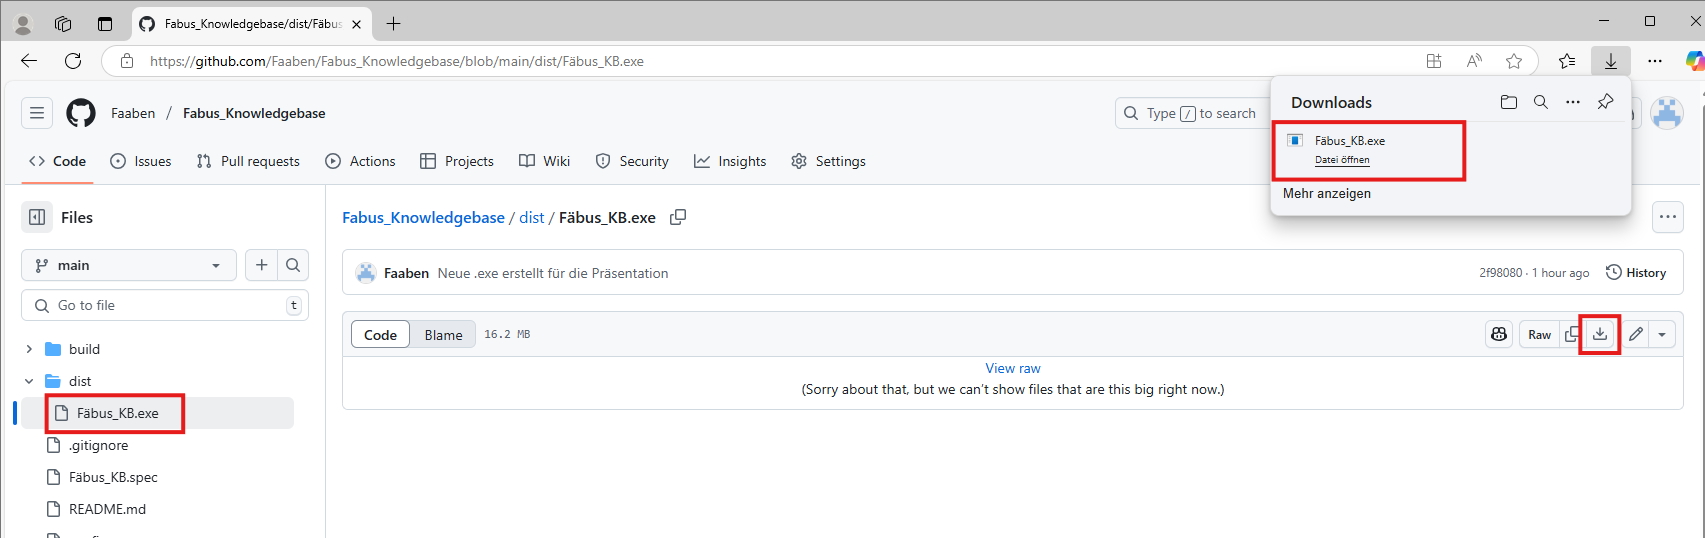 Fabus_Knowledgebase/dist/Fäbus
https://github.com/Faaben/Fabus_Knowledgebase/blob/main/dist/Fäbus_KB.exe
Downloads
Fäbus_KB.exe
Datei öffnen
Mehr anzeigen
Faaben / Fabus_Knowledgebase
Type / to search
Code Issues Pull requests Actions Projects Wiki Security Insights Settings
Files
main
Go to file t
build
dist
Fäbus_KB.exe
.gitignore
Fäbus_KB.spec
README.md
Fabus_Knowledgebase / dist / Fäbus_KB.exe
Faaben Neue .exe erstellt für die Präsentation
2f98080 · 1 hour ago History
Code Blame 16.2 MB
Raw
View raw
(Sorry about that, but we can't show files that are this big right now.)